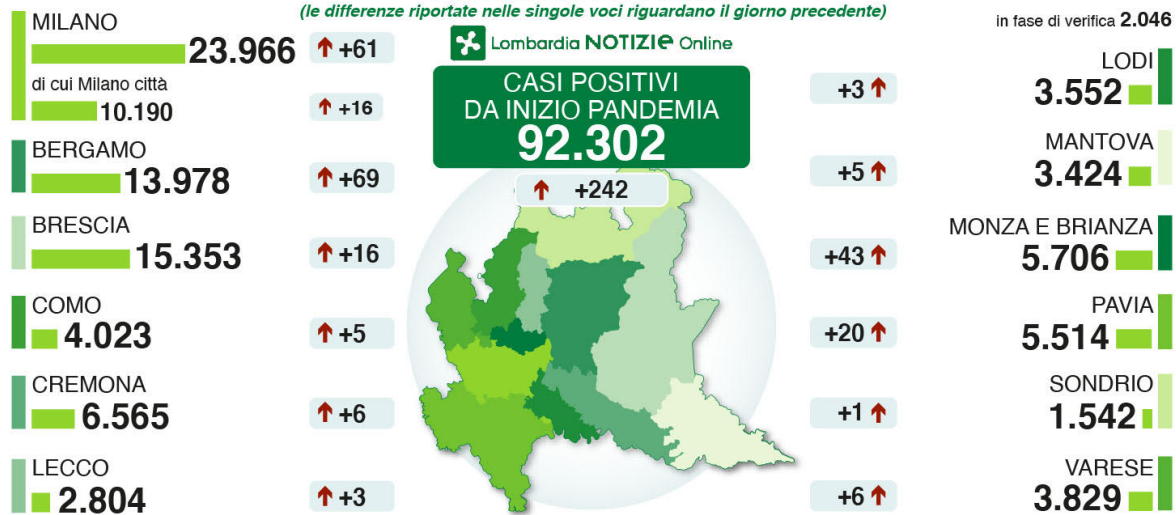 (le differenze riportate nelle singole voci riguardano il giorno precedente)
Lombardia NOTIZIE Online
CASI POSITIVI
DA INIZIO PANDEMIA
92.302
+242
MILANO
23.966
+61
di cui Milano città
10.190
+16
BERGAMO
13.978
+69
BRESCIA
15.353
+16
COMO
4.023
+5
CREMONA
6.565
+6
LECCO
2.804
+3
in fase di verifica 2.046
LODI
+3
3.552
MANTOVA
+5
3.424
MONZA E BRIANZA
+43
5.706
PAVIA
+20
5.514
SONDRIO
+1
1.542
VARESE
+6
3.829